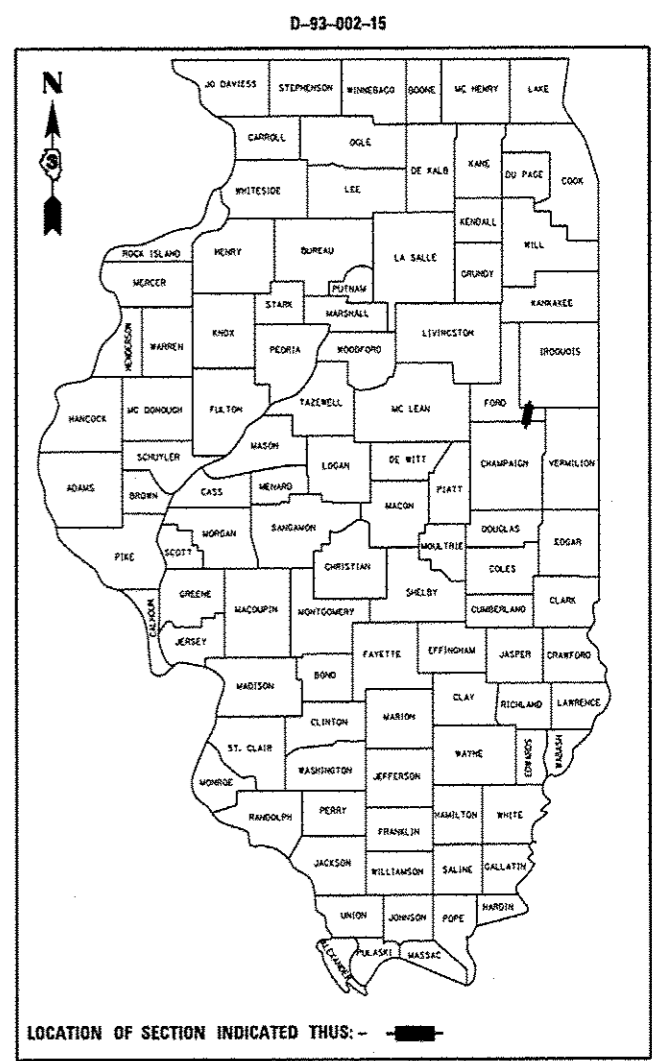 D-93-002-15
N
3
JO DAVIESS STEPHENSON WINNEBAGO BOONE MC HENRY LAKE
CARROLL OGLE DE KALB KANE DU PAGE COOK
WHITESIDE LEE KENDALL WILL
ROCK ISLAND HENRY BUREAU LA SALLE GRUNDY
MERCER PUTNAM KANKAKEE
STARK MARSHALL
HENDERSON WARREN KNOX PEORIA WOODFORD LIVINGSTON IROQUOIS
HANCOCK MC DONOUGH FULTON TAZEWELL MC LEAN FORD
SCHUYLER MASON LOGAN DE WITT CHAMPAIGN VERMILION
ADAMS BROWN CASS MENARD MACON PIATT
PIKE SCOTT MORGAN SANGAMON CHRISTIAN MOULTRIE DOUGLAS EDGAR
COLES
CALHOUN GREENE MACOUPIN MONTGOMERY SHELBY CUMBERLAND CLARK
JERSEY FAYETTE EFFINGHAM JASPER CRAWFORD
MADISON BOND CLAY RICHLAND LAWRENCE
CLINTON MARION
ST. CLAIR WASHINGTON WAYNE EDWARDS WABASH
MONROE JEFFERSON
RANDOLPH PERRY HAMILTON WHITE
FRANKLIN
JACKSON WILLIAMSON SALINE GALLATIN
UNION JOHNSON POPE HARDIN
ALEXANDER PULASKI MASSAC
LOCATION OF SECTION INDICATED THUS: -